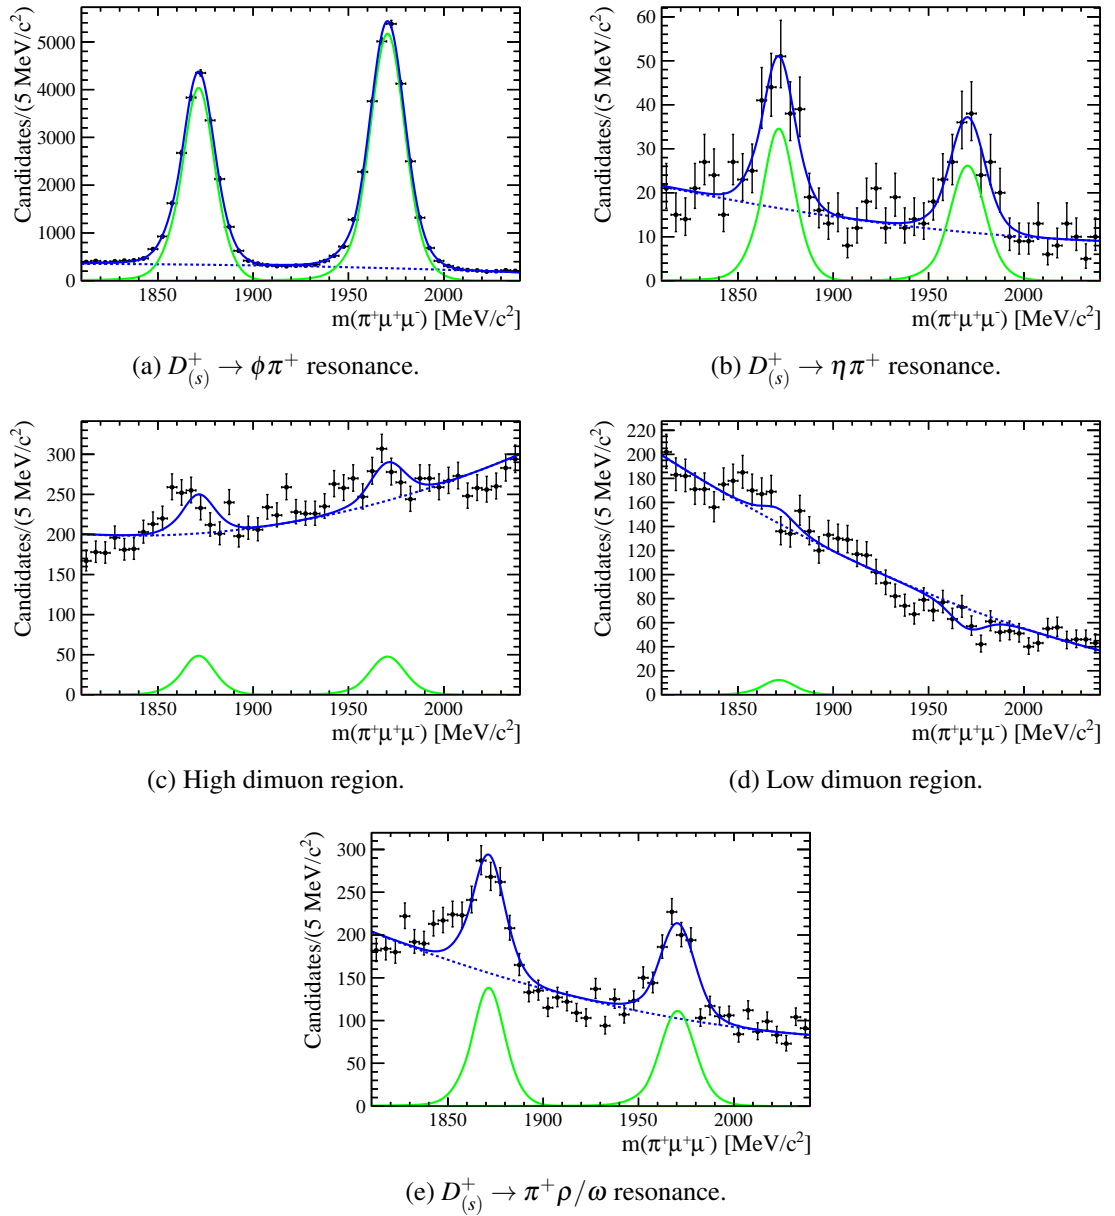 Candidates/(5 MeV/c²)
5000
4000
3000
2000
1000
0
1850 1900 1950 2000
m(π⁺μ⁺μ⁻) [MeV/c²]
(a) D⁺₍ₛ₎ → ϕπ⁺ resonance.
Candidates/(5 MeV/c²)
60
50
40
30
20
10
0
1850 1900 1950 2000
m(π⁺μ⁺μ⁻) [MeV/c²]
(b) D⁺₍ₛ₎ → ηπ⁺ resonance.
Candidates/(5 MeV/c²)
300
250
200
150
100
50
0
1850 1900 1950 2000
m(π⁺μ⁺μ⁻) [MeV/c²]
(c) High dimuon region.
Candidates/(5 MeV/c²)
220
200
180
160
140
120
100
80
60
40
20
0
1850 1900 1950 2000
m(π⁺μ⁺μ⁻) [MeV/c²]
(d) Low dimuon region.
Candidates/(5 MeV/c²)
300
250
200
150
100
50
0
1850 1900 1950 2000
m(π⁺μ⁺μ⁻) [MeV/c²]
(e) D⁺₍ₛ₎ → π⁺ρ/ω resonance.